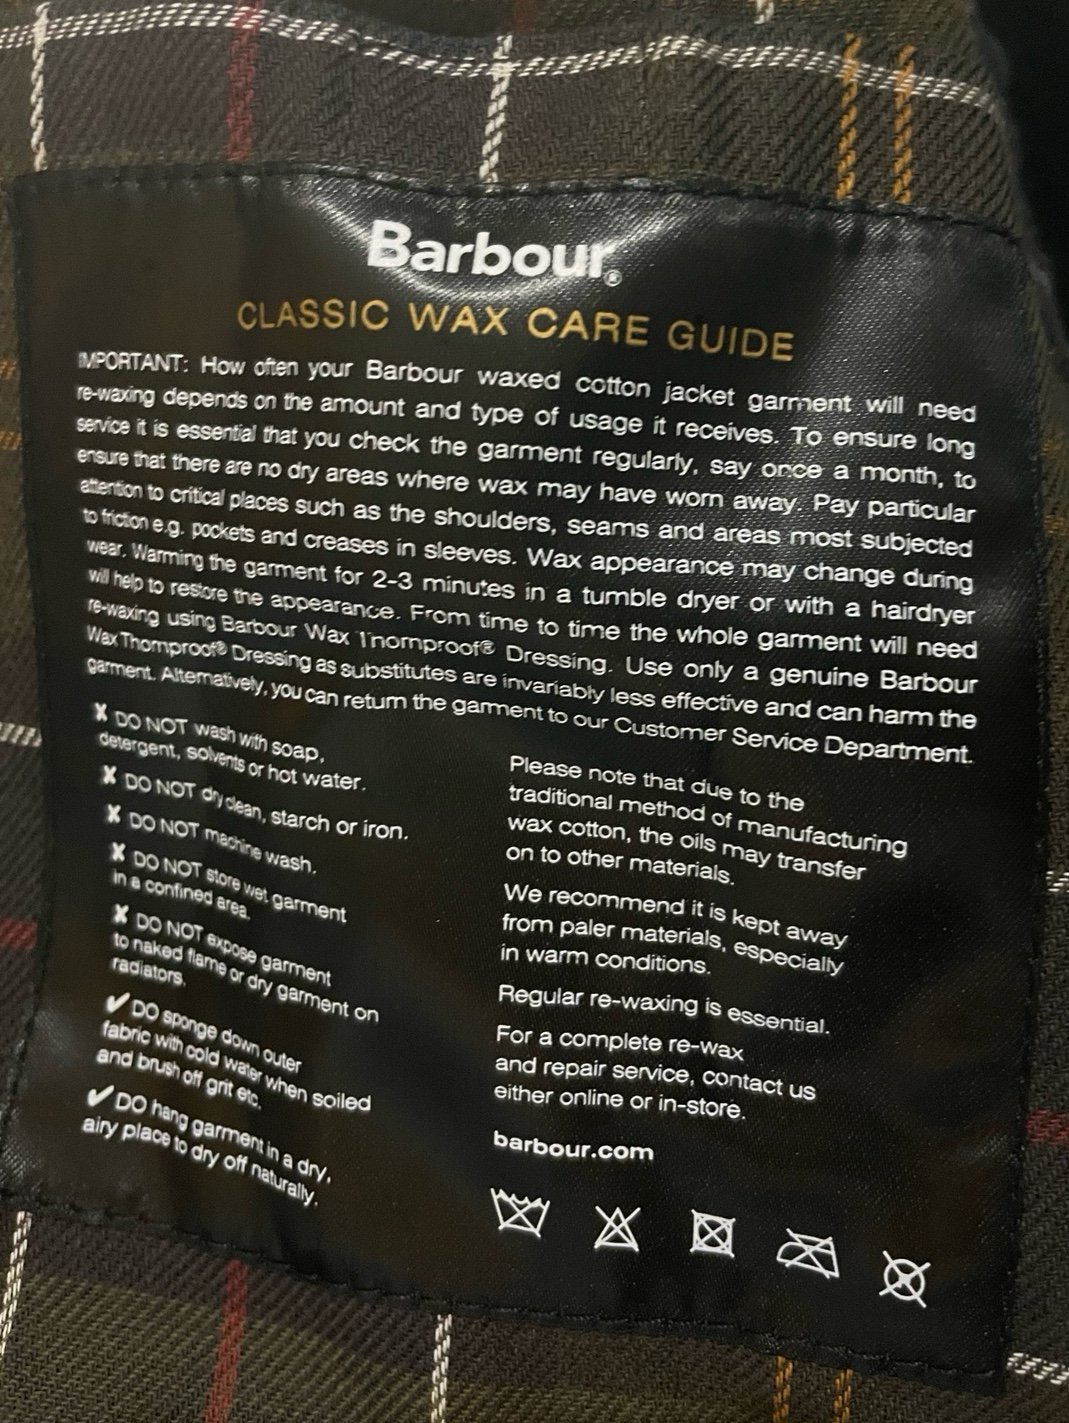 Barbour®
CLASSIC WAX CARE GUIDE
IMPORTANT: How often your Barbour waxed cotton jacket garment will need
re-waxing depends on the amount and type of usage it receives. To ensure long
service it is essential that you check the garment regularly, say once a month, to
ensure that there are no dry areas where wax may have worn away. Pay particular
attention to critical places such as the shoulders, seams and areas most subjected
to friction e.g. pockets and creases in sleeves. Wax appearance may change during
wear. Warming the garment for 2-3 minutes in a tumble dryer or with a hairdryer
will help to restore the appearance. From time to time the whole garment will need
re-waxing using Barbour Wax Thornproof® Dressing. Use only a genuine Barbour
Wax Thornproof® Dressing as substitutes are invariably less effective and can harm the
garment. Alternatively, you can return the garment to our Customer Service Department.
✗ DO NOT wash with soap,
detergent, solvents or hot water.
✗ DO NOT dry clean, starch or iron.
✗ DO NOT machine wash.
✗ DO NOT store wet garment
in a confined area.
✗ DO NOT expose garment
to naked flame or dry garment on
radiators.
✓ DO sponge down outer
fabric with cold water when soiled
and brush off grit etc.
✓ DO hang garment in a dry,
airy place to dry off naturally.
Please note that due to the
traditional method of manufacturing
wax cotton, the oils may transfer
on to other materials.
We recommend it is kept away
from paler materials, especially
in warm conditions.
Regular re-waxing is essential.
For a complete re-wax
and repair service, contact us
either online or in-store.
barbour.com